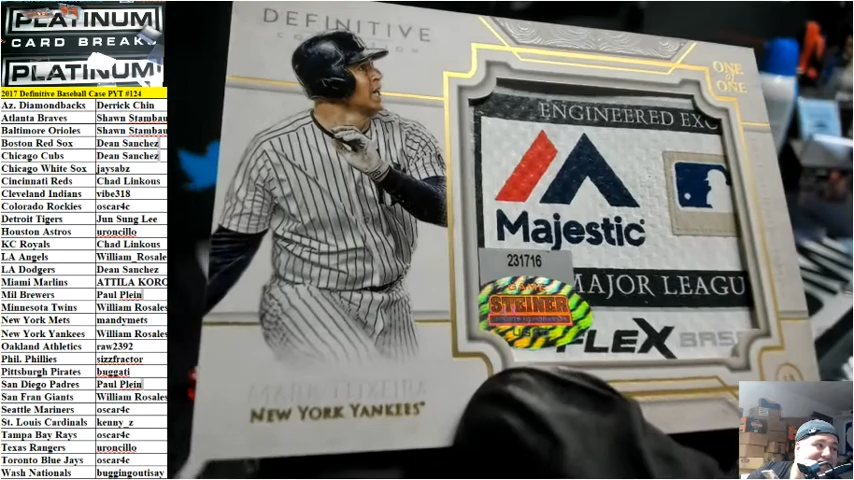 PLATINUM
CARD BREAKS
PLATINUM
2017 Definitive Baseball Case PYT #124
Az. Diamondbacks Derrick Chin
Atlanta Braves Shawn Stambau
Baltimore Orioles Shawn Stambau
Boston Red Sox Dean Sanchez
Chicago Cubs Dean Sanchez
Chicago White Sox jaysabz
Cincinnati Reds Chad Linkous
Cleveland Indians vibe318
Colorado Rockies oscar4c
Detroit Tigers Jun Sung Lee
Houston Astros uroncillo
KC Royals Chad Linkous
LA Angels William_Rosale
LA Dodgers Dean Sanchez
Miami Marlins ATTILA KORO
Mil Brewers Paul Plein
Minnesota Twins William Rosales
New York Mets mandymets
New York Yankees William Rosales
Oakland Athletics raw2392
Phil. Phillies sizzfractor
Pittsburgh Pirates buggati
San Diego Padres Paul Plein
San Fran Giants William Rosales
Seattle Mariners oscar4c
St. Louis Cardinals kenny_z
Tampa Bay Rays oscar4c
Texas Rangers uroncillo
Toronto Blue Jays oscar4c
Wash Nationals buggingoutisay
DEFINITIVE
COLLECTION
ONE
of
ONE
ENGINEERED EXC
Majestic
231716
GAME
STEINER
USED
MAJOR LEAGU
FLEX BASE
MARK TEIXEIRA
NEW YORK YANKEES